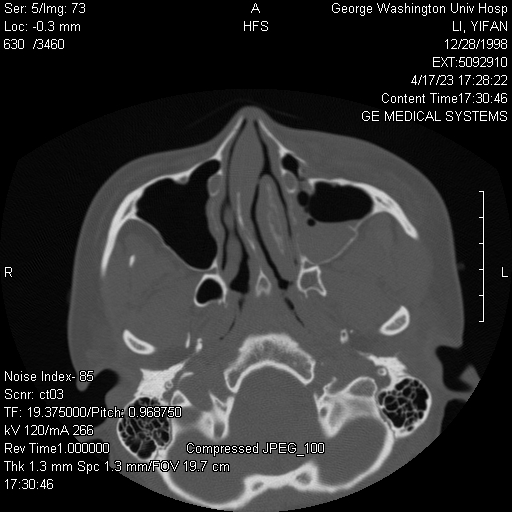 Ser: 5/Img: 73
Loc: -0.3 mm
630 /3460
A
HFS
George Washington Univ Hosp
LI, YIFAN
12/28/1998
EXT:5092910
4/17/23 17:28:22
Content Time17:30:46
GE MEDICAL SYSTEMS
R
L
Noise Index- 85
Scnr: ct03
TF: 19.375000/Pitch: 0.968750
kV 120/mA 266
Rev Time1.000000
Compressed JPEG_100
Thk 1.3 mm Spc 1.3 mm/FOV 19.7 cm
17:30:46